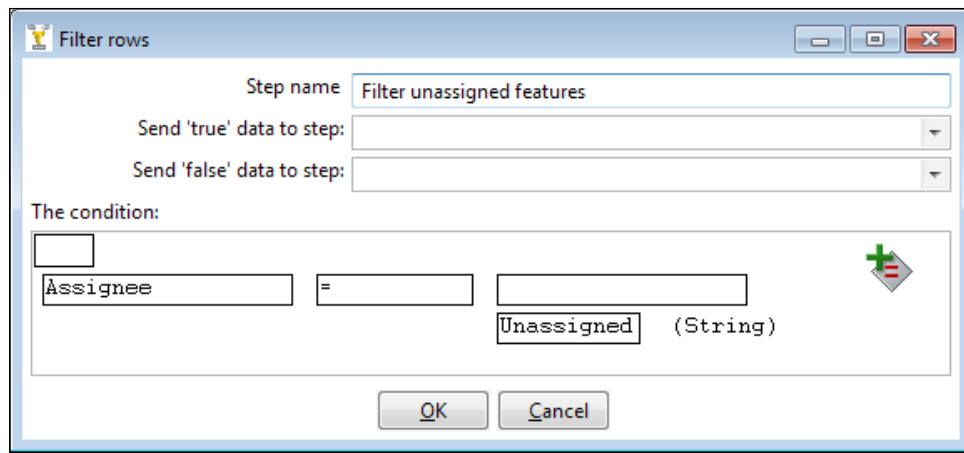 Filter rows
Step name Filter unassigned features
Send 'true' data to step:
Send 'false' data to step:
The condition:
Assignee = 
Unassigned (String)
OK Cancel